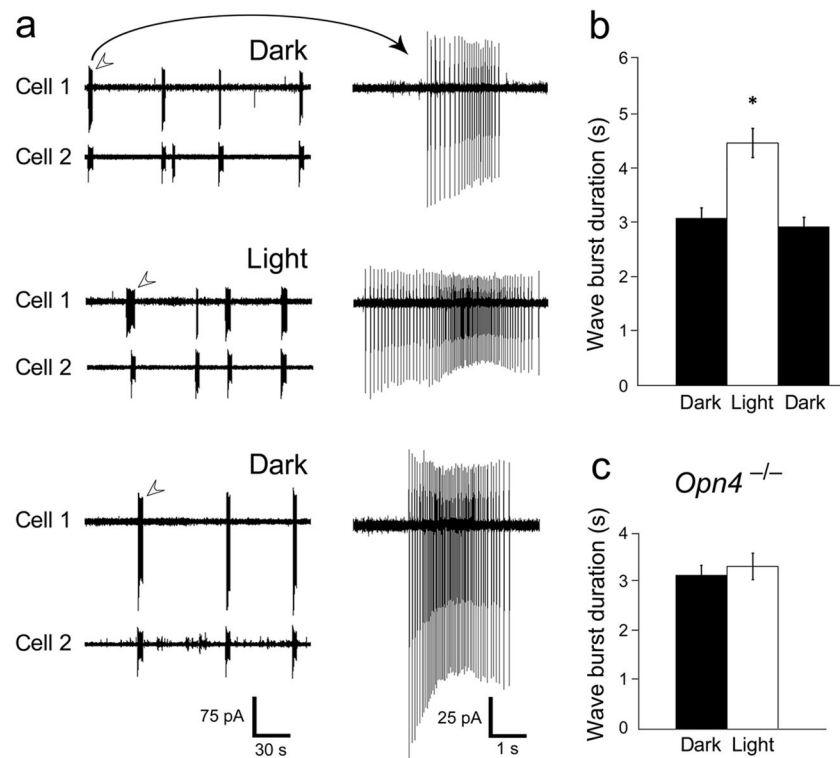 a
Dark
Cell 1
Cell 2
Light
Cell 1
Cell 2
Dark
Cell 1
Cell 2
75 pA
30 s
25 pA
1 s
b
Wave burst duration (s)
6
5
4
3
2
1
0
*
Dark Light Dark
c
Opn4 –/–
Wave burst duration (s)
4
3
2
1
0
Dark Light